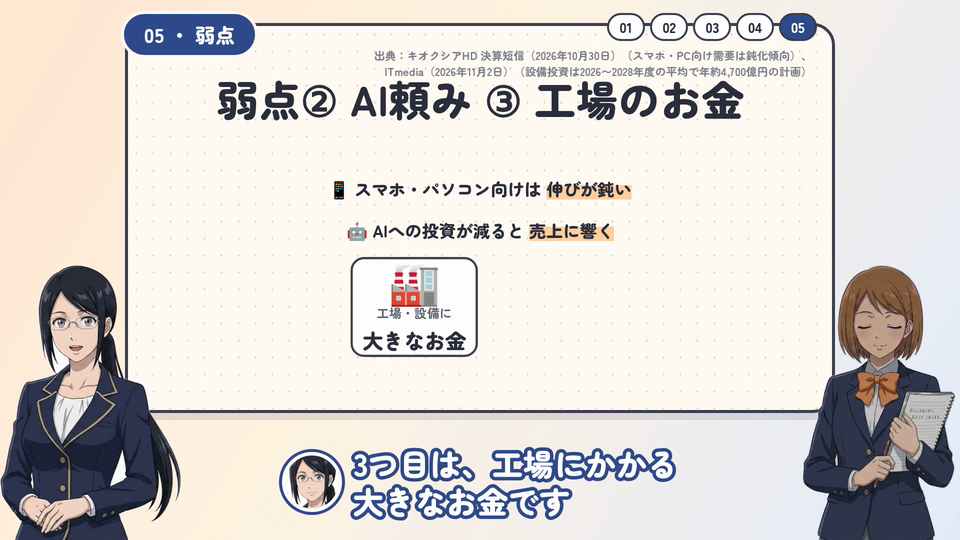 05 ・ 弱点
01 02 03 04 05
出典：キオクシアHD 決算短信（2026年10月30日）（スマホ・PC向け需要は鈍化傾向）、
ITmedia（2026年11月2日）（設備投資は2026〜2028年度の平均で年約4,700億円の計画）
弱点② AI頼み ③ 工場のお金
スマホ・パソコン向けは 伸びが鈍い
AIへの投資が減ると 売上に響く
工場・設備に
大きなお金
3つ目は、工場にかかる
大きなお金です